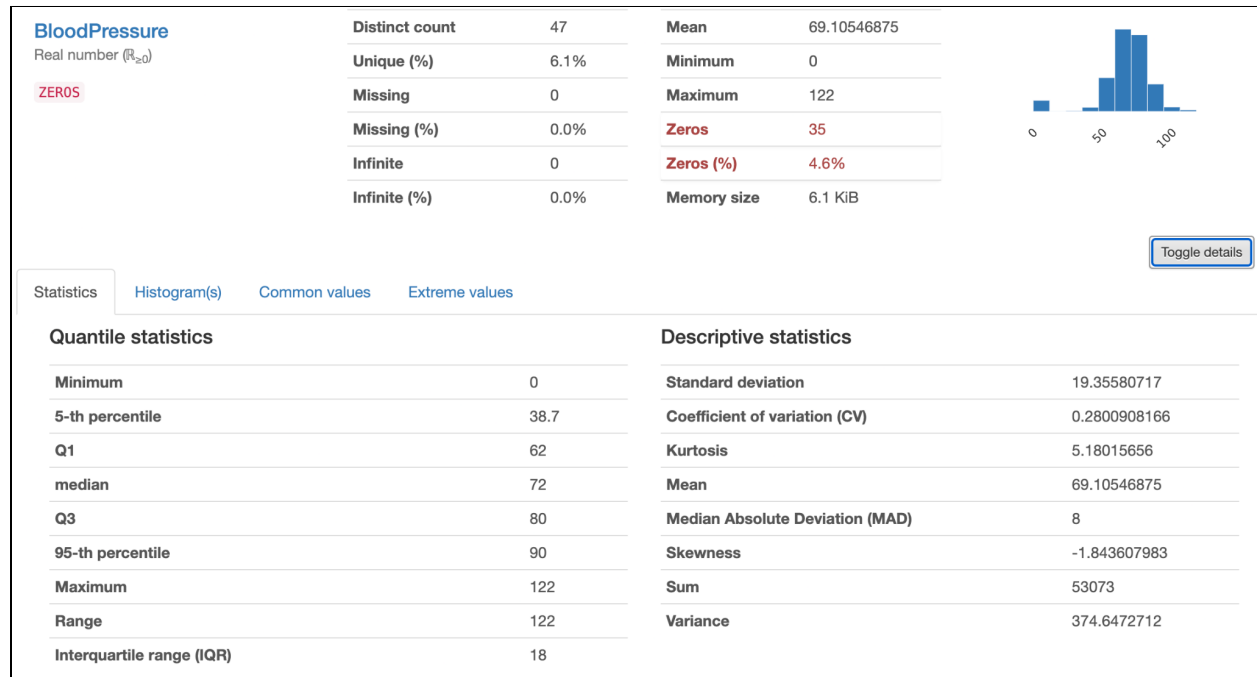 BloodPressure
Real number (ℝ≥0)
ZEROS
Distinct count 47
Unique (%) 6.1%
Missing 0
Missing (%) 0.0%
Infinite 0
Infinite (%) 0.0%
Mean 69.10546875
Minimum 0
Maximum 122
Zeros 35
Zeros (%) 4.6%
Memory size 6.1 KiB
0 50 100
Toggle details
Statistics Histogram(s) Common values Extreme values
Quantile statistics
Minimum 0
5-th percentile 38.7
Q1 62
median 72
Q3 80
95-th percentile 90
Maximum 122
Range 122
Interquartile range (IQR) 18
Descriptive statistics
Standard deviation 19.35580717
Coefficient of variation (CV) 0.2800908166
Kurtosis 5.18015656
Mean 69.10546875
Median Absolute Deviation (MAD) 8
Skewness -1.843607983
Sum 53073
Variance 374.6472712